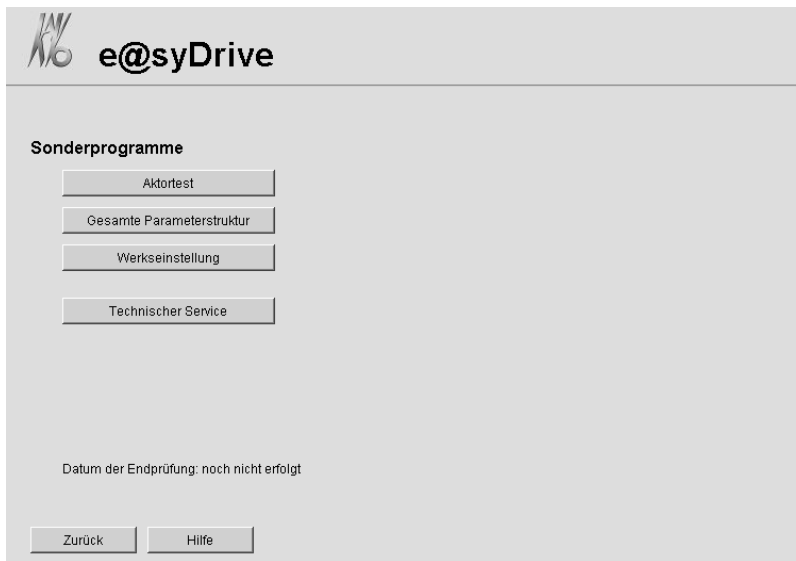 e@syDrive
Sonderprogramme
Aktortest
Gesamte Parameterstruktur
Werkseinstellung
Technischer Service
Datum der Endprüfung: noch nicht erfolgt
Zurück
Hilfe